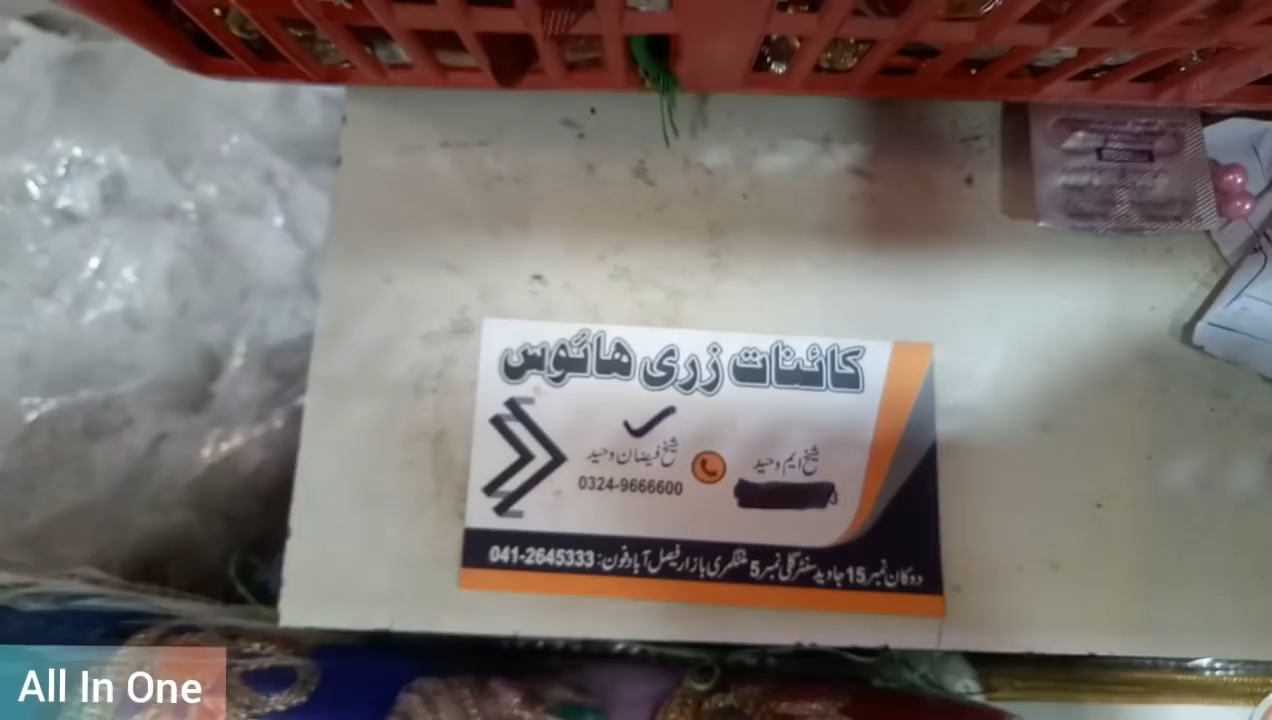 کائنات زری ھائوس
شیخ ایم وحید
شیخ فیضان وحید
0324-9666600
دوکان نمبر 15 جاوید سنٹر گلی نمبر 5 منٹگمری بازار فیصل آباد فون: 041-2645333
All In One